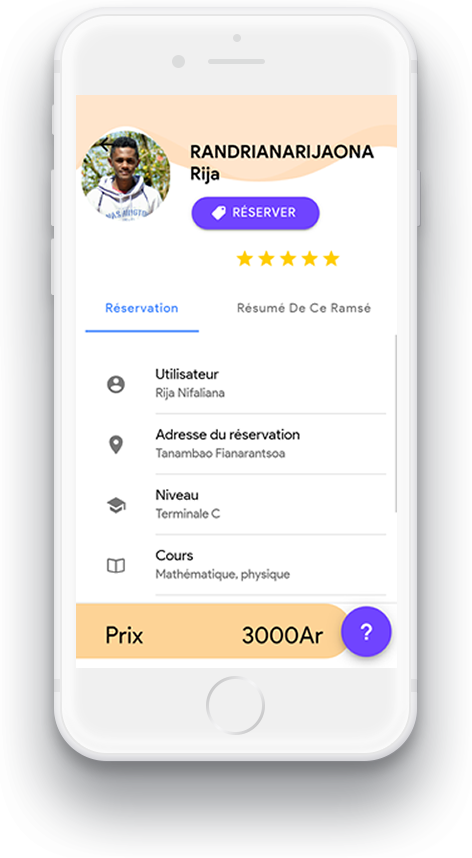 RANDRIANARIJAONA
Rija
RÉSERVER
Réservation
Résumé De Ce Ramsé
Utilisateur
Rija Nifaliana
Adresse du réservation
Tanambao Fianarantsoa
Niveau
Terminale C
Cours
Mathématique, physique
Prix 3000Ar
?